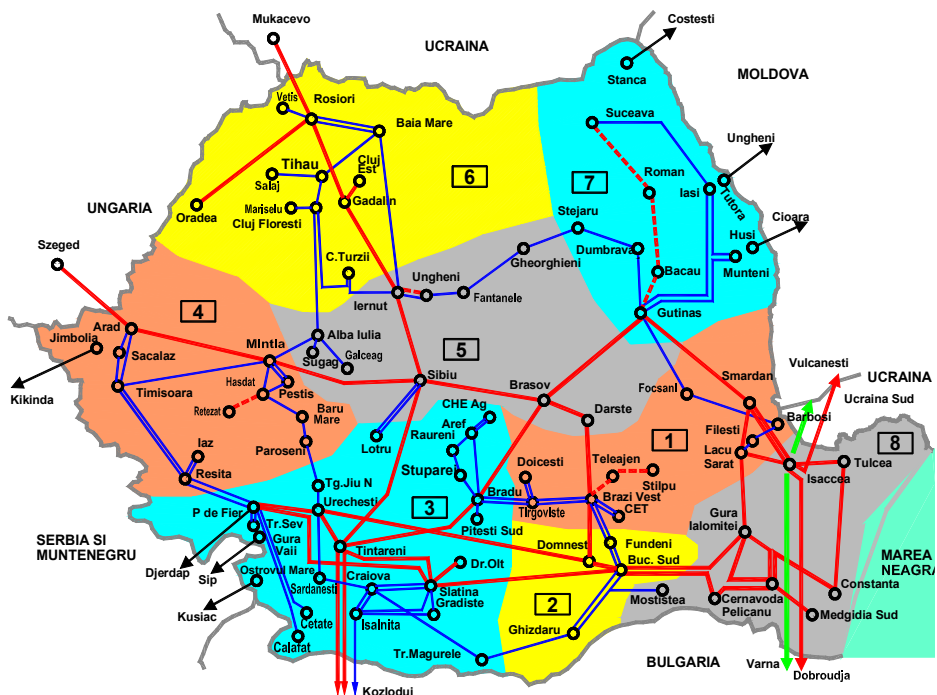 Mukacevo
UCRAINA
Costesti
Stanca
MOLDOVA
Vetis
Rosiori
Baia Mare
Suceava
Ungheni
Tihau
Cluj
Est
Salaj
6
7
Roman
Iasi
Tutora
Mariselu
Gadalin
Cluj Floresti
Oradea
UNGARIA
Stejaru
Cioara
Husi
Szeged
Dumbrava
Munteni
C.Turzii
Ungheni
Gheorghieni
Bacau
Iernut
Fantanele
4
Gutinas
Arad
Jimbolia
Alba Iulia
5
MIntIa
Sugag
Galceag
Sacalaz
Vulcanesti
Kikinda
Timisoara
Hasdat
Pestis
Sibiu
Brasov
Focsani
Smardan
UCRAINA
Ucraina Sud
Retezat
Baru
Mare
CHE Ag
Darste
Barbosi
Aref
Raureni
Filesti
Iaz
Paroseni
Lotru
1
Lacu
Sarat
8
Stuparei
Doicesti
Teleajen
Stilpu
Isaccea
Tulcea
Resita
Tg.Jiu N
3
Bradu
Brazi Vest
P de Fier
Urechesti
Tirgoviste
CET
Gura
Ialomitei
Tr.Sev
Pitesti Sud
SERBIA SI
MUNTENEGRU
Gura
Vaii
Tintareni
Domnest
Fundeni
MAREA
NEAGRA
Djerdap
Sip
Dr.Olt
Buc. Sud
Ostrovul Mare
Sardanesti
Craiova
Slatina
Gradiste
2
Mostistea
Cernavoda
Pelicanu
Constanta
Kusiac
Cetate
Isalnita
Medgidia Sud
Calafat
Ghizdaru
Tr.Magurele
BULGARIA
Varna
Dobroudja
Kozlodui